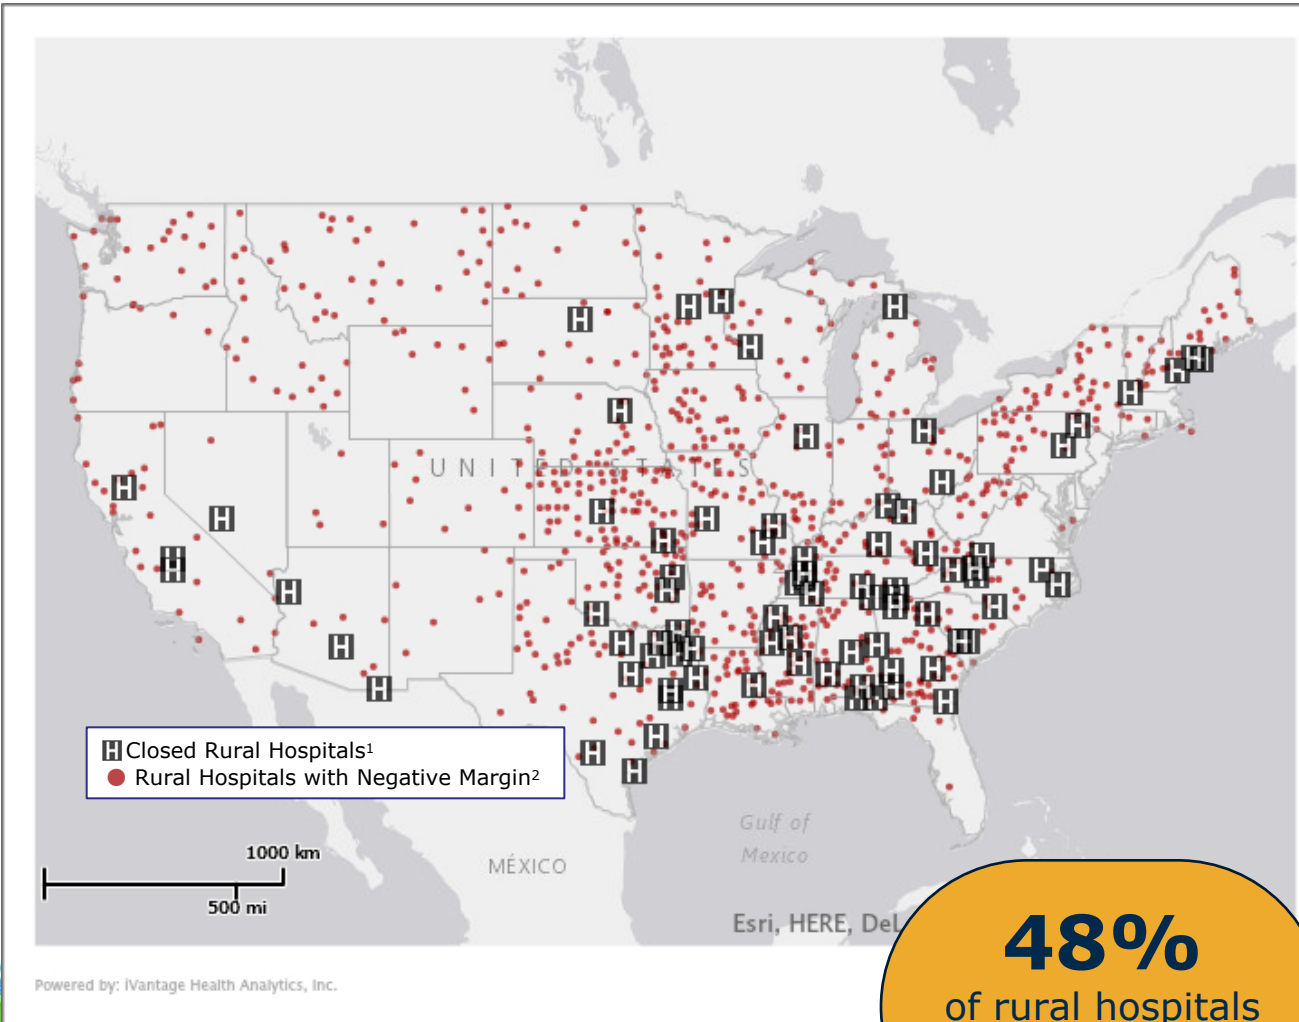 UNITED STATES
Closed Rural Hospitals1
Rural Hospitals with Negative Margin2
1000 km
500 mi
MÉXICO
Gulf of
Mexico
Esri, HERE, DeL
Powered by: iVantage Health Analytics, Inc.
48%
of rural hospitals